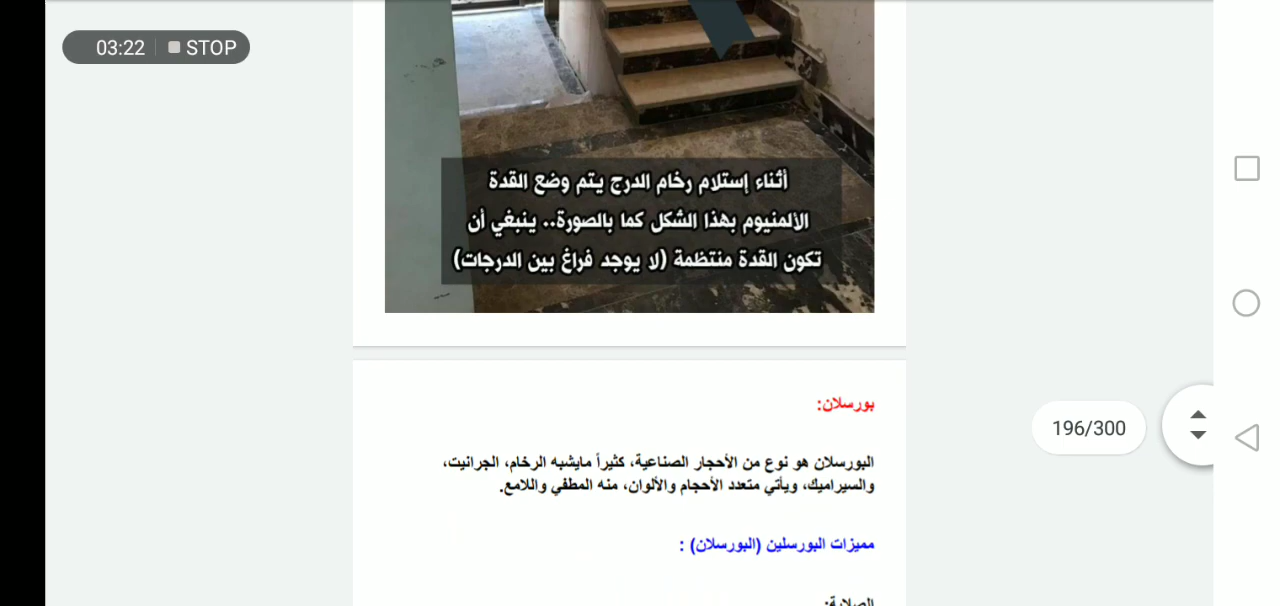 03:22
STOP
أثناء إستلام رخام الدرج يتم وضع القدة
الألمنيوم بهذا الشكل كما بالصورة.. ينبغي أن
تكون القدة منتظمة (لا يوجد فراغ بين الدرجات)
بورسلان:
196/300
البورسلان هو نوع من الأحجار الصناعية، كثيراً مايشبه الرخام، الجرانيت،
والسيراميك، ويأتي متعدد الأحجام والألوان، منه المطفي واللامع.
مميزات البورسلين (البورسلان) :
الصلابة: